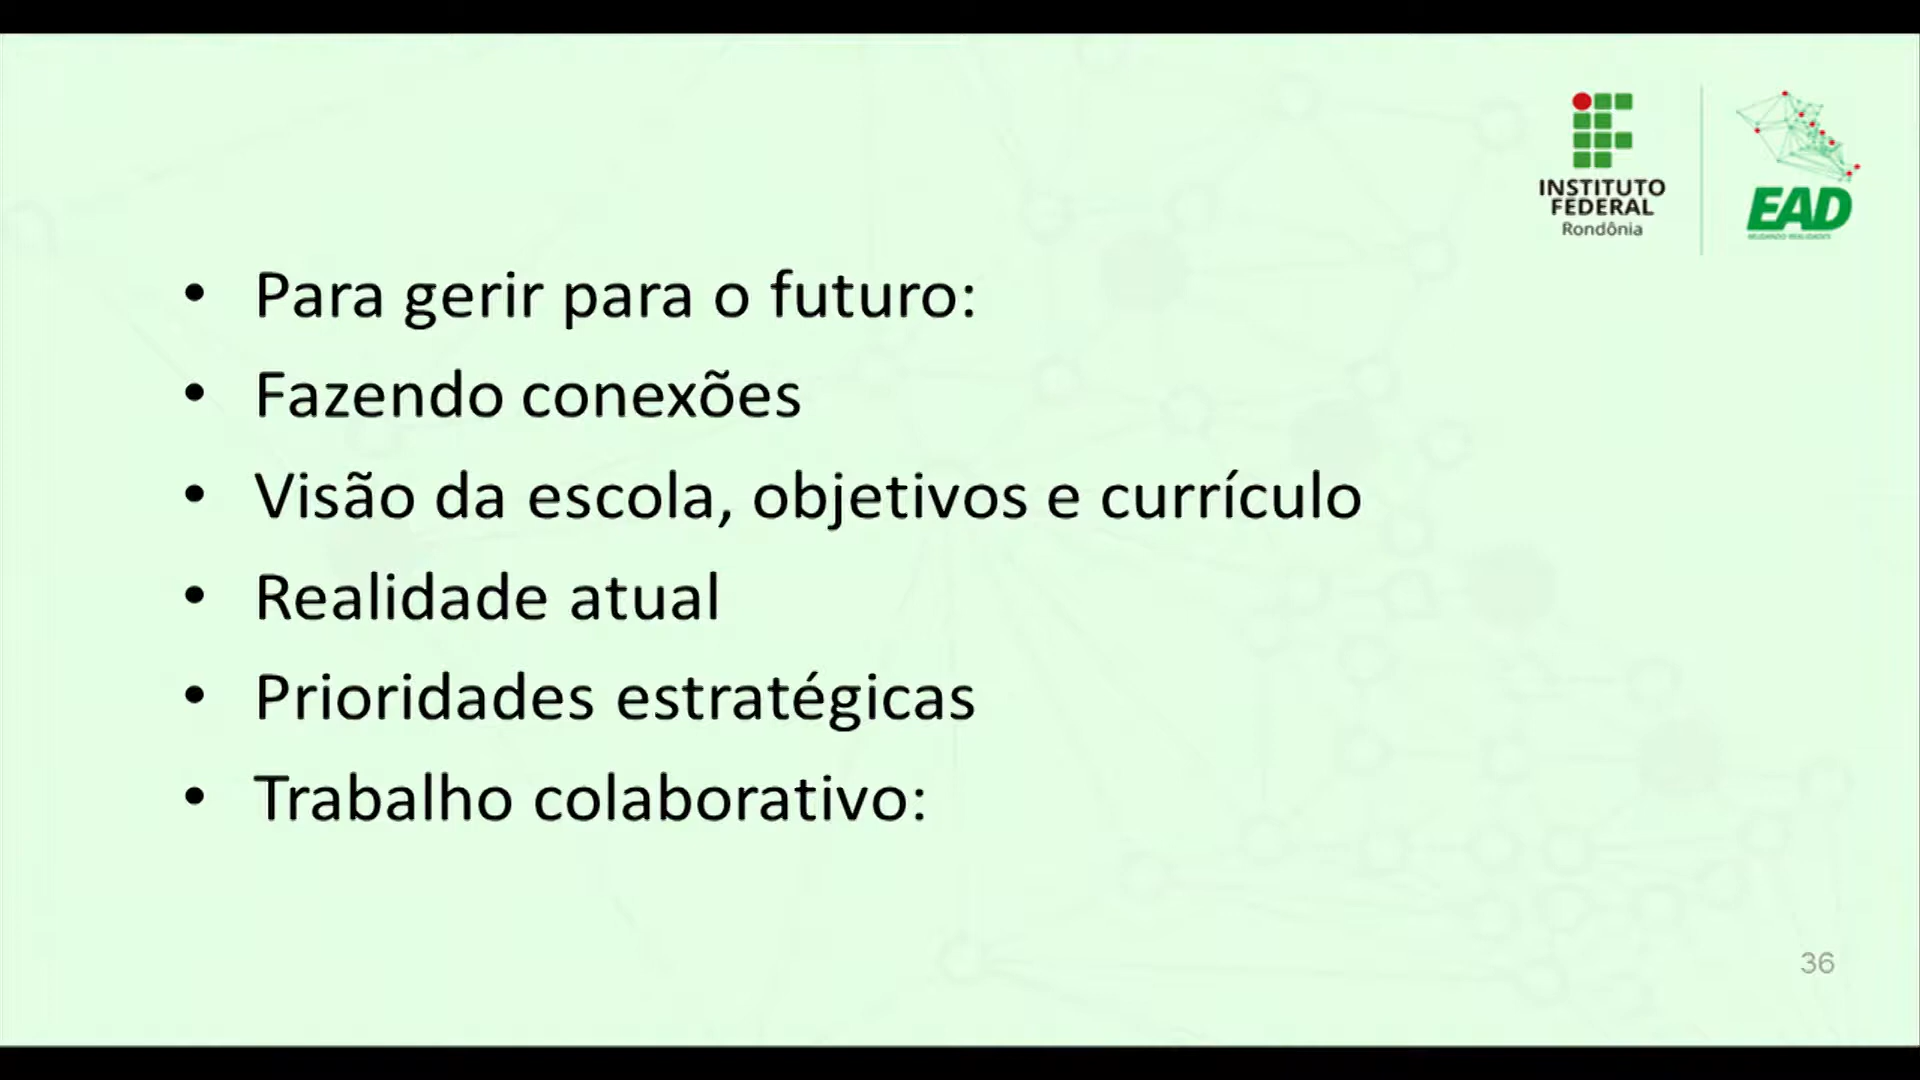 INSTITUTO
FEDERAL
Rondônia
EAD
• Para gerir para o futuro:
• Fazendo conexões
• Visão da escola, objetivos e currículo
• Realidade atual
• Prioridades estratégicas
• Trabalho colaborativo:
36